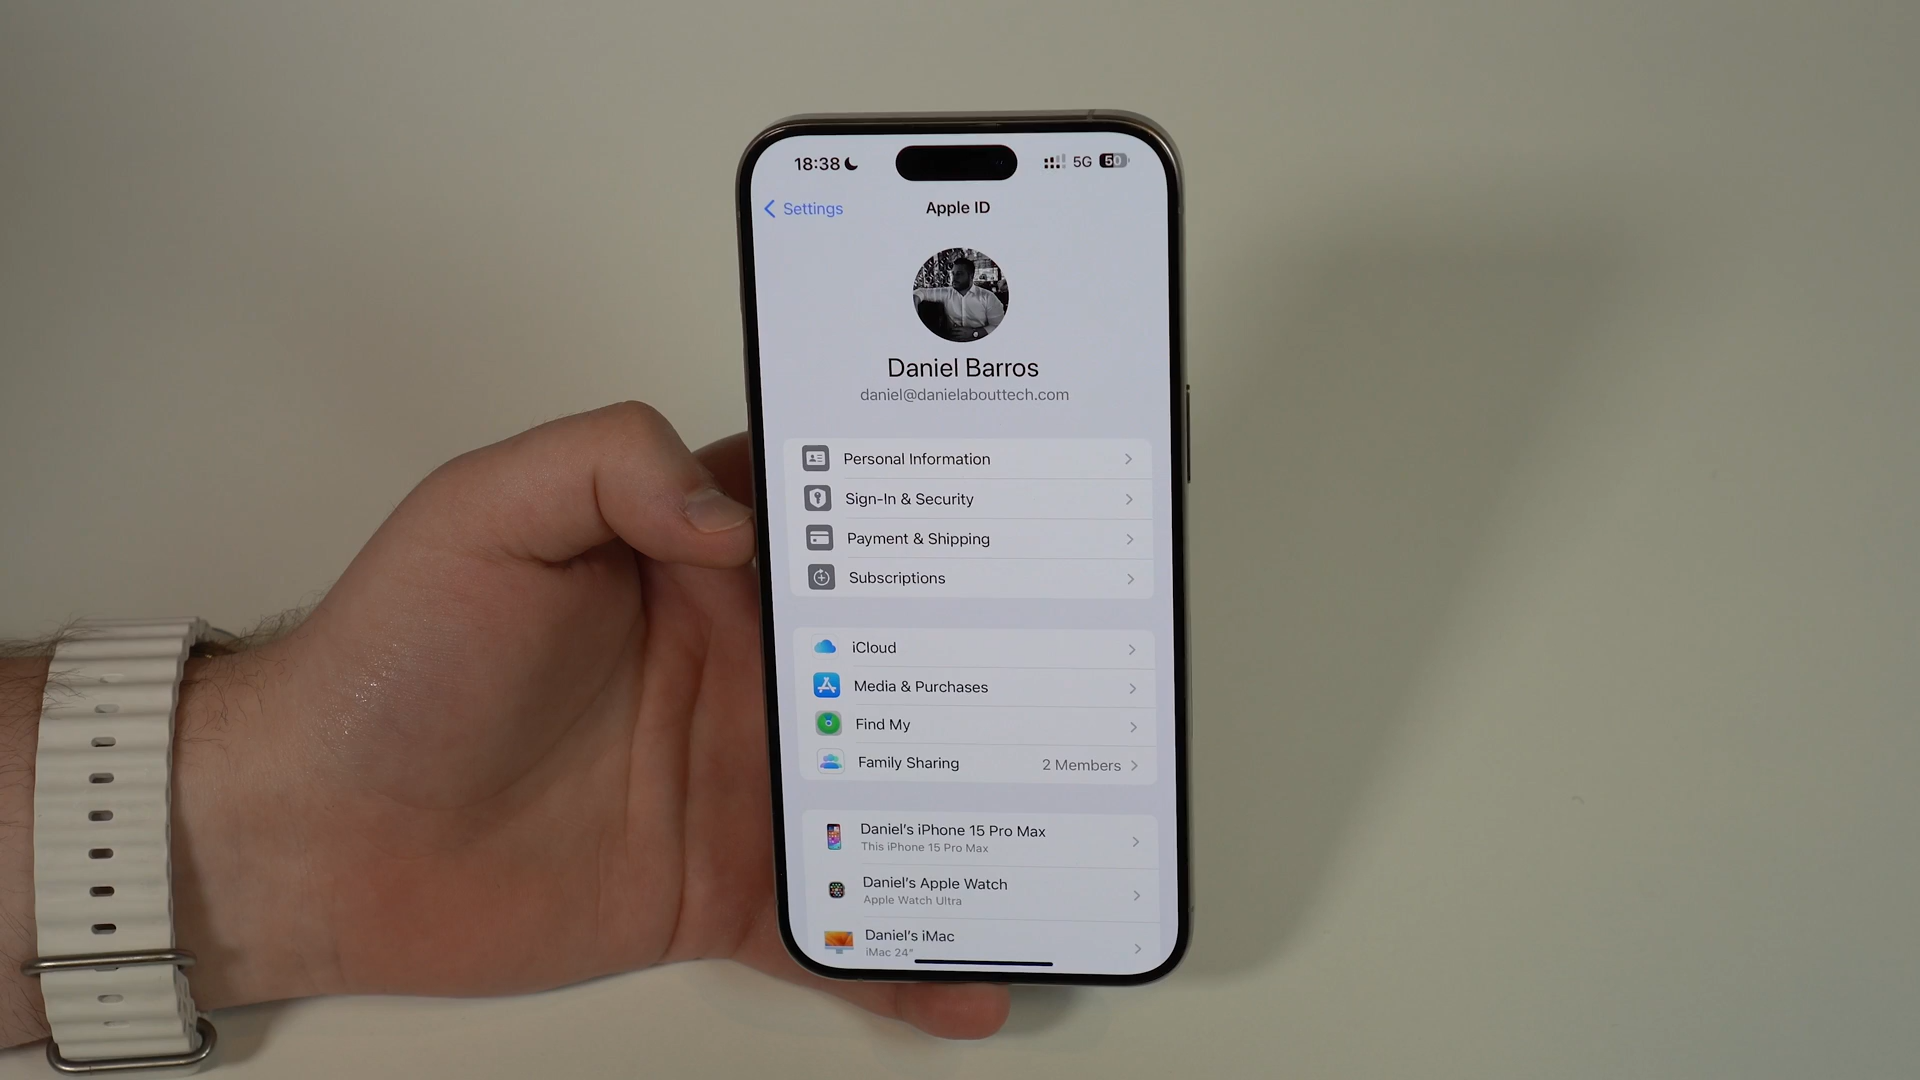 18:38 5G 50
Settings Apple ID
Daniel Barros
daniel@danielabouttech.com
Personal Information
Sign-In & Security
Payment & Shipping
Subscriptions
iCloud
Media & Purchases
Find My
Family Sharing 2 Members
Daniel's iPhone 15 Pro Max
This iPhone 15 Pro Max
Daniel's Apple Watch
Apple Watch Ultra
Daniel's iMac
iMac 24"